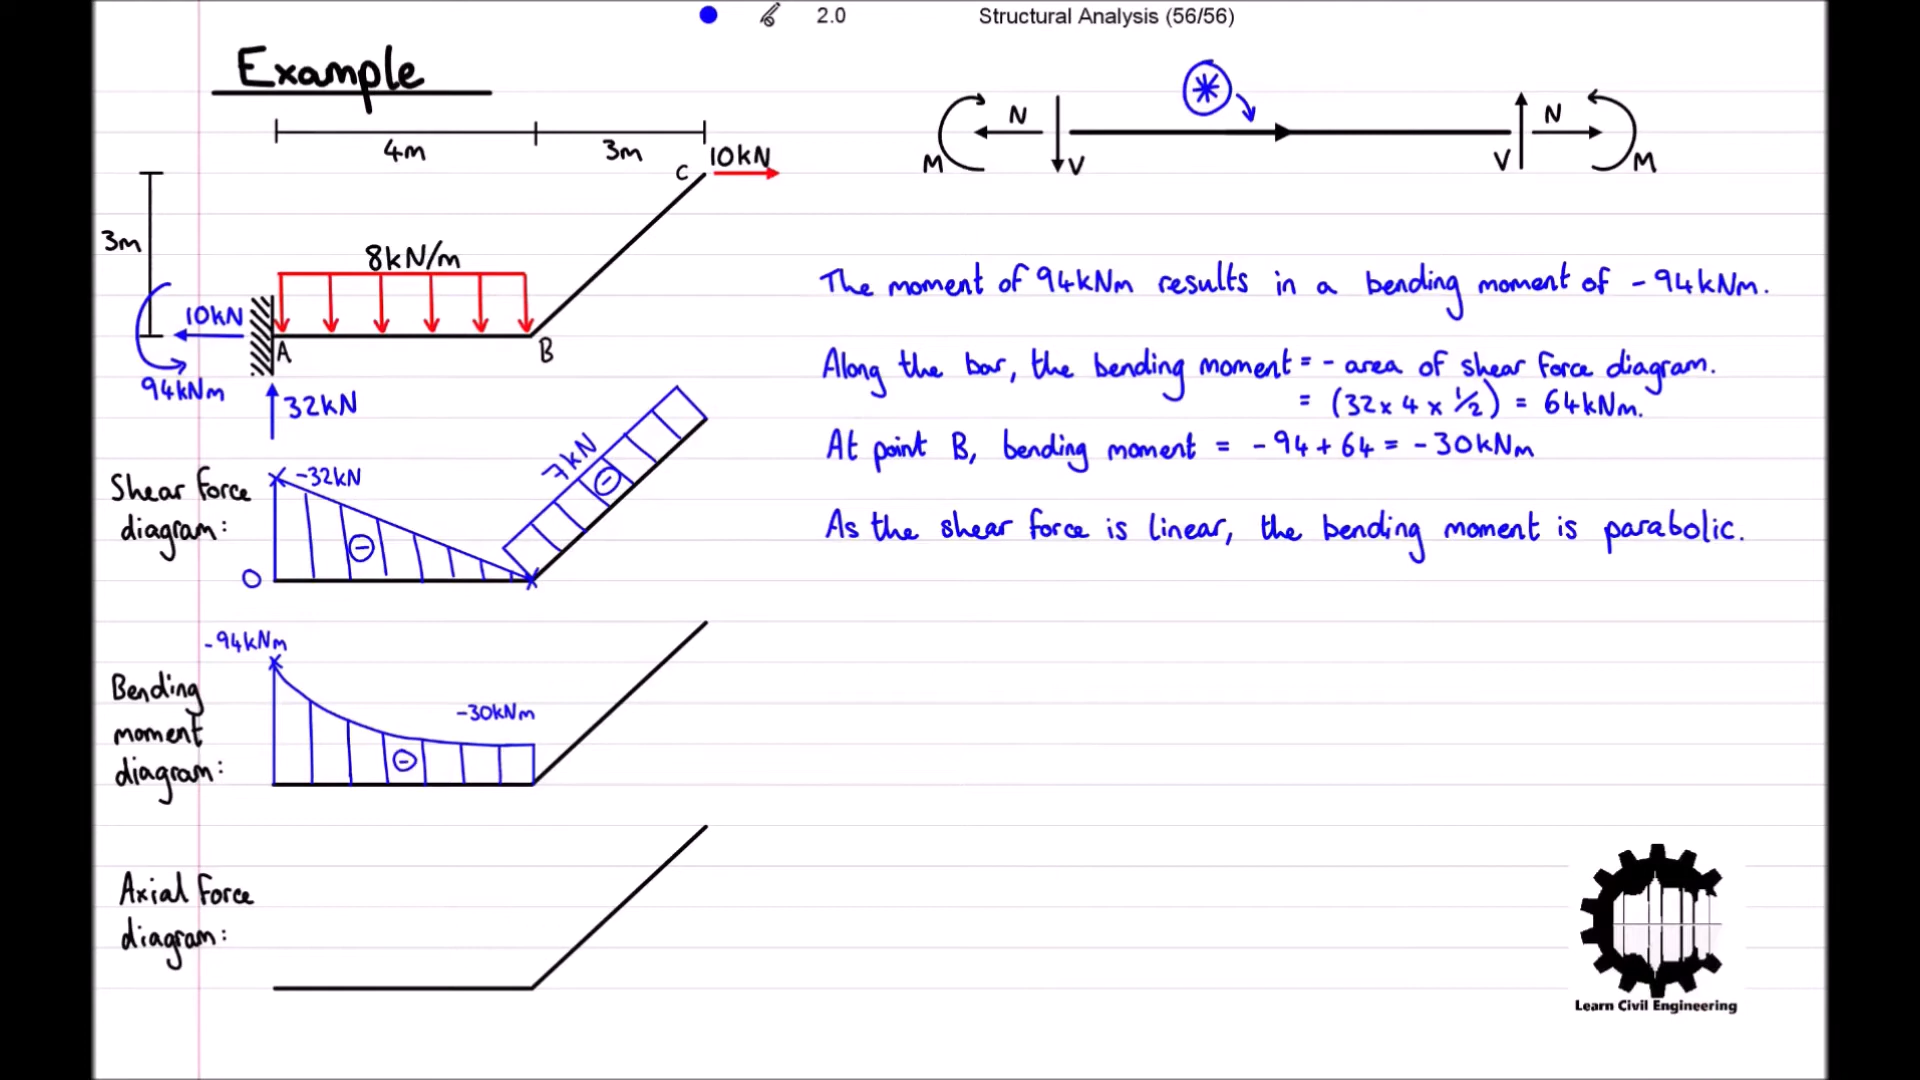 2.0
Structural Analysis (56/56)
Example
4m
3m
10kN
C
3m
8kN/m
10kN
A
B
94kNm
32kN
N
V
M
N
V
M
The moment of 94kNm results in a bending moment of -94kNm.
Along the bar, the bending moment = - area of shear force diagram.
= (32 x 4 x 1/2) = 64kNm.
At point B, bending moment = -94 + 64 = -30kNm
As the shear force is linear, the bending moment is parabolic.
Shear force
diagram:
-32kN
7kN
0
-94kNm
Bending
moment
diagram:
-30kNm
Axial force
diagram:
Learn Civil Engineering